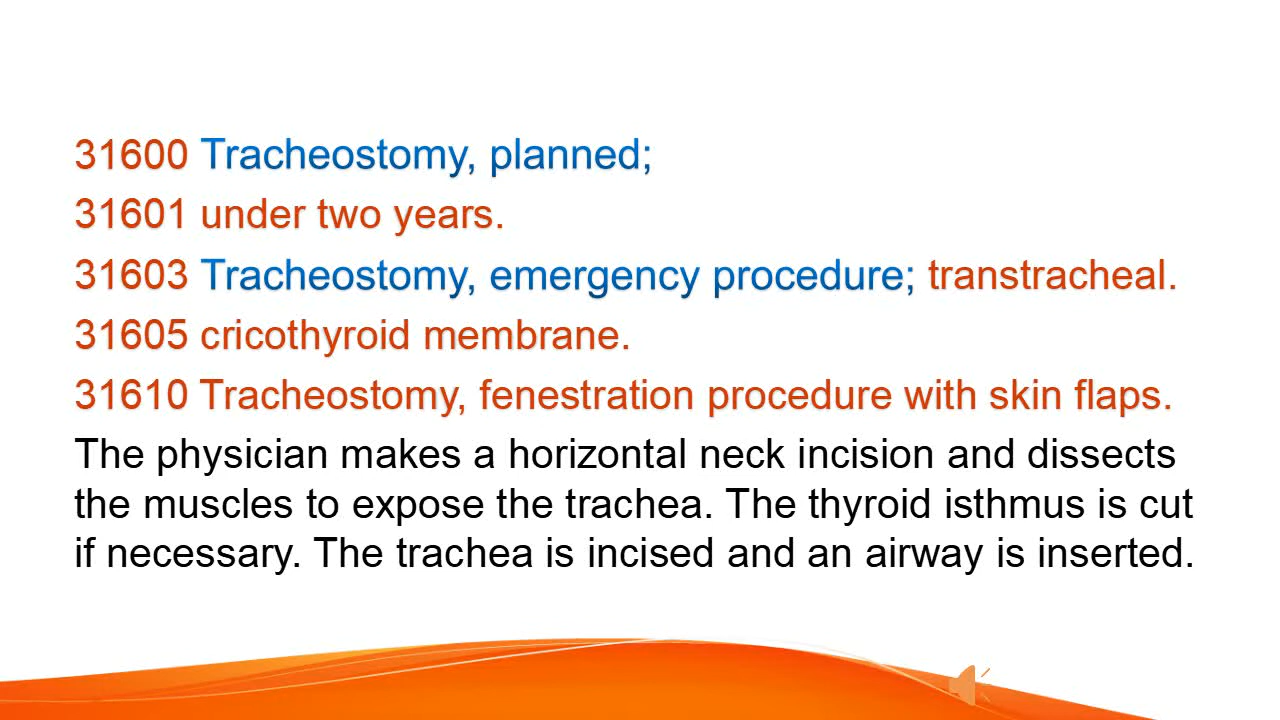 31600 Tracheostomy, planned;
31601 under two years.
31603 Tracheostomy, emergency procedure; transtracheal.
31605 cricothyroid membrane.
31610 Tracheostomy, fenestration procedure with skin flaps.
The physician makes a horizontal neck incision and dissects
the muscles to expose the trachea. The thyroid isthmus is cut
if necessary. The trachea is incised and an airway is inserted.